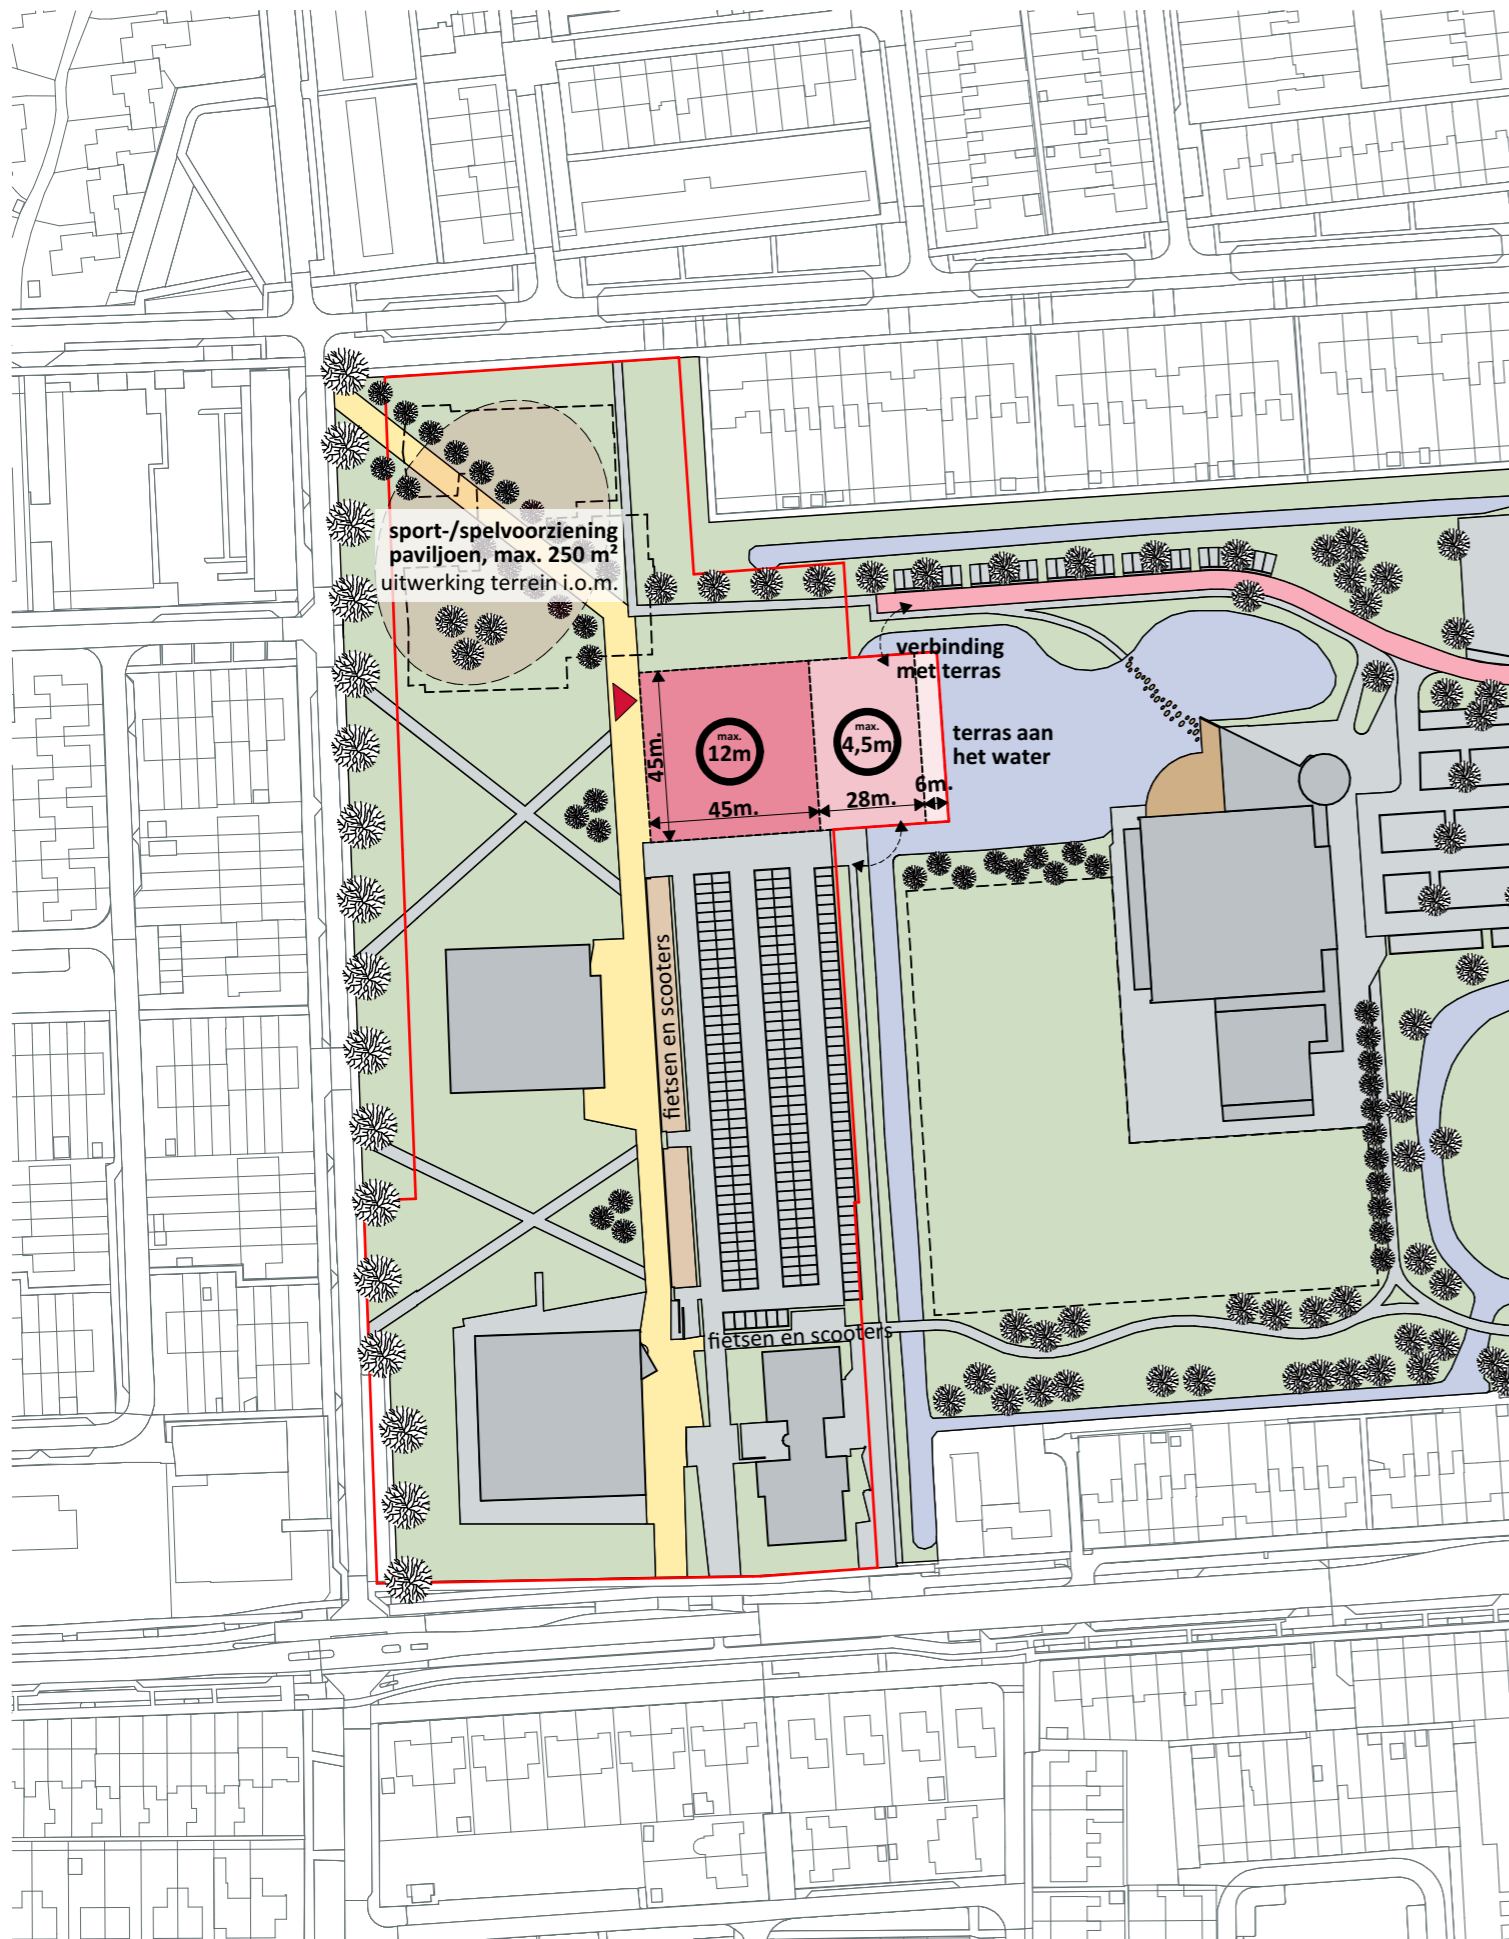 sport-/spelvoorziening
paviljoen, max. 250 m²
uitwerking terrein i.o.m.
verbinding
met terras
terras aan
het water
max.
12m
max.
4,5m
45m.
45m.
28m.
6m.
fietsen en scooters
fietsen en scooters